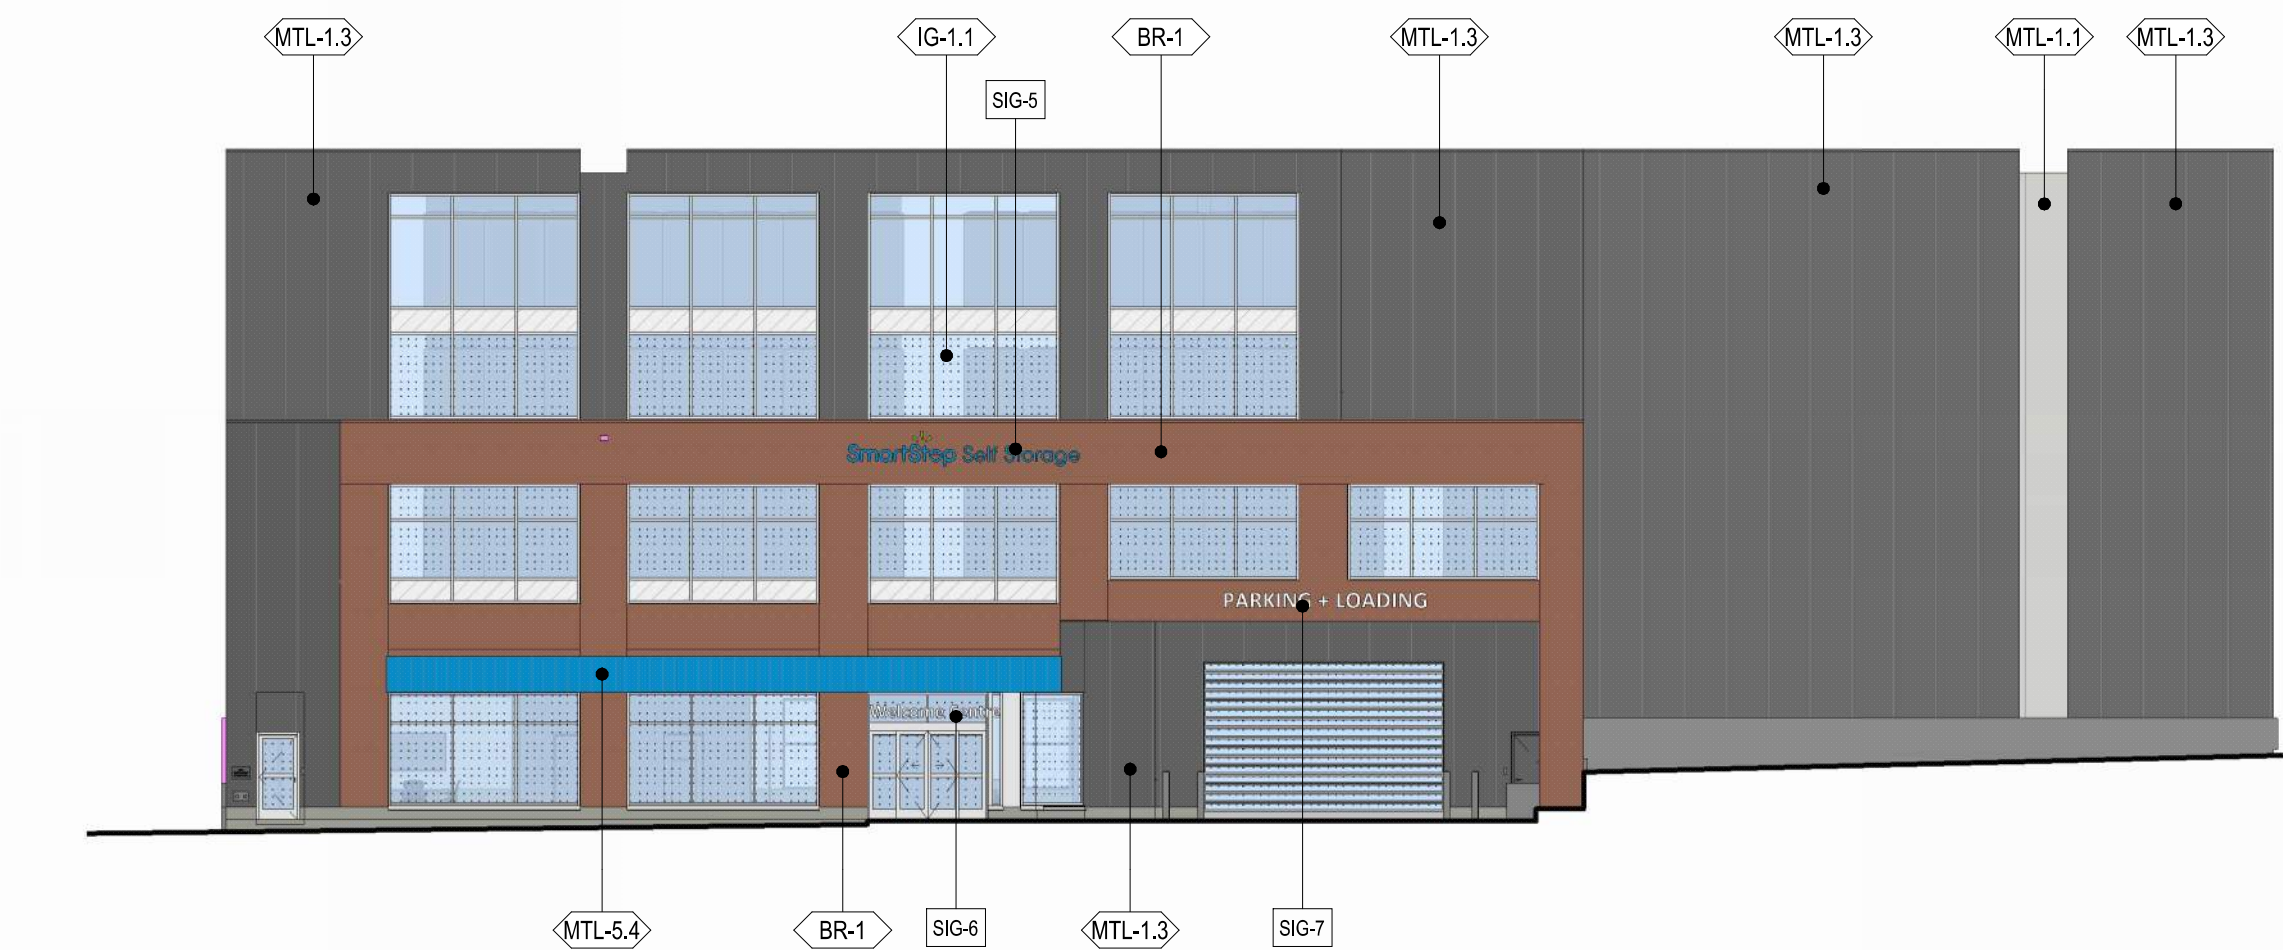 MTL-1.3
IG-1.1
BR-1
MTL-1.3
MTL-1.3
MTL-1.1
MTL-1.3
SIG-5
SmartStop Self Storage
PARKING + LOADING
Welcome Centre
MTL-5.4
BR-1
SIG-6
MTL-1.3
SIG-7